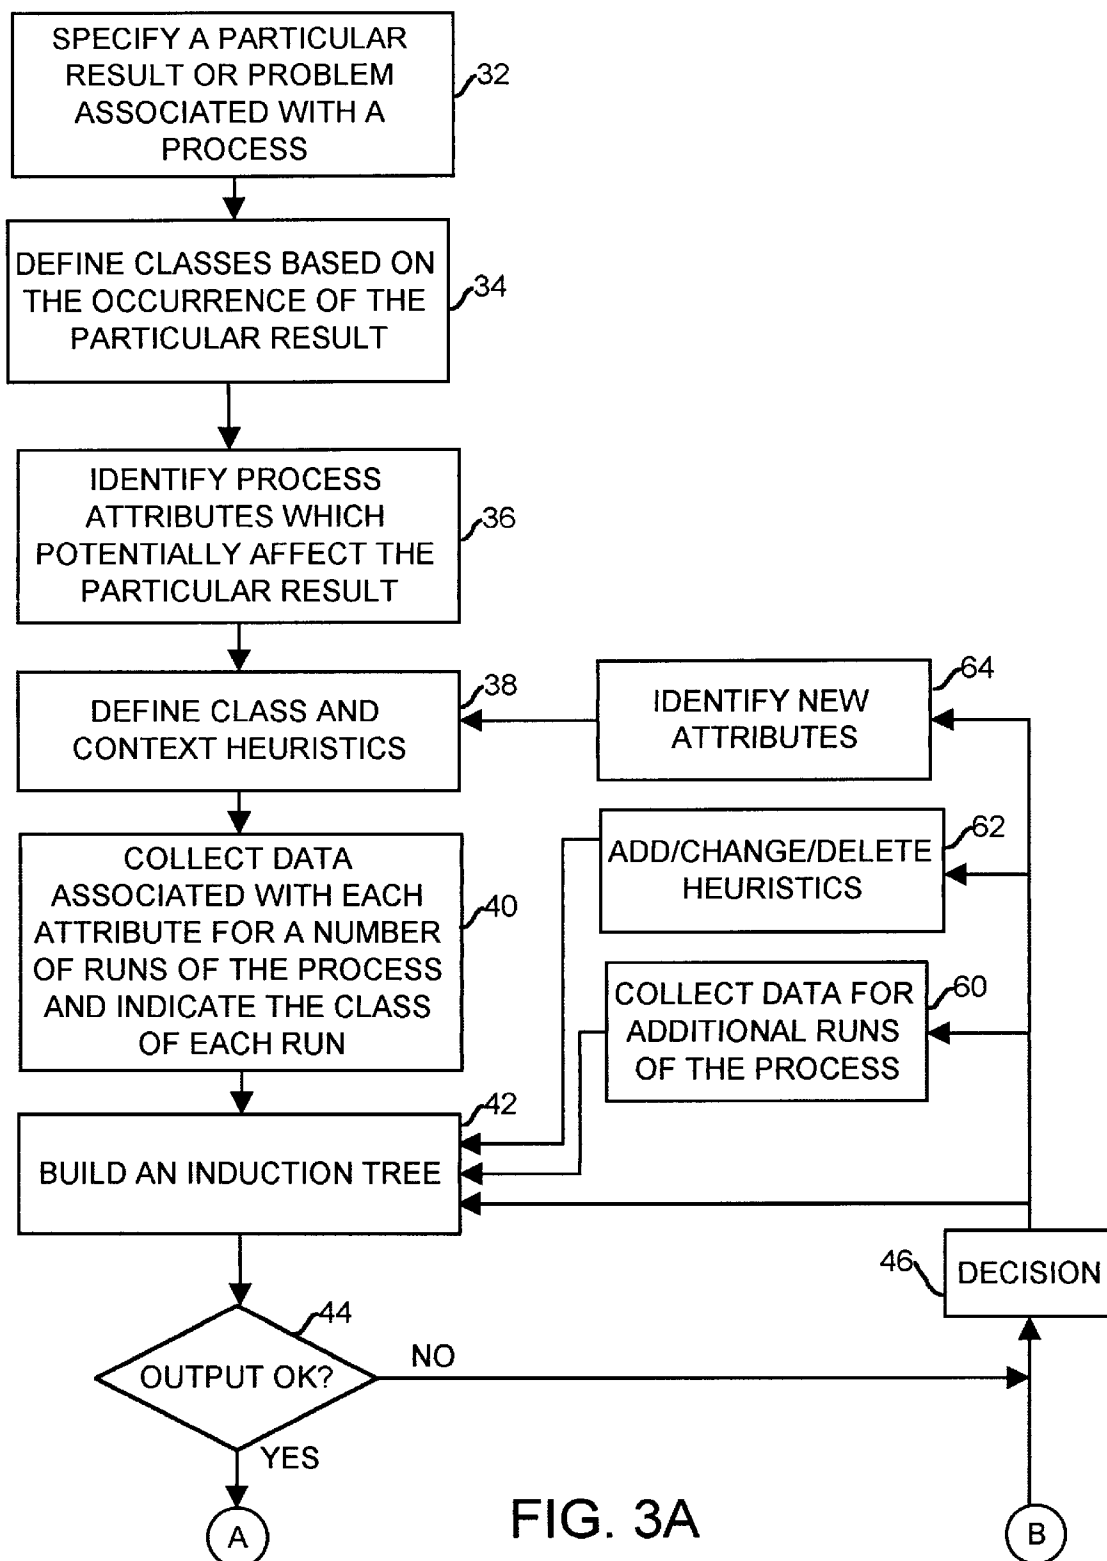 SPECIFY A PARTICULAR
RESULT OR PROBLEM
ASSOCIATED WITH A
PROCESS
32
DEFINE CLASSES BASED ON
THE OCCURRENCE OF THE
PARTICULAR RESULT
34
IDENTIFY PROCESS
ATTRIBUTES WHICH
POTENTIALLY AFFECT THE
PARTICULAR RESULT
36
DEFINE CLASS AND
CONTEXT HEURISTICS
38
IDENTIFY NEW
ATTRIBUTES
64
COLLECT DATA
ASSOCIATED WITH EACH
ATTRIBUTE FOR A NUMBER
OF RUNS OF THE PROCESS
AND INDICATE THE CLASS
OF EACH RUN
40
ADD/CHANGE/DELETE
HEURISTICS
62
COLLECT DATA FOR
ADDITIONAL RUNS
OF THE PROCESS
60
BUILD AN INDUCTION TREE
42
DECISION
46
OUTPUT OK?
44
NO
YES
A
FIG. 3A
B